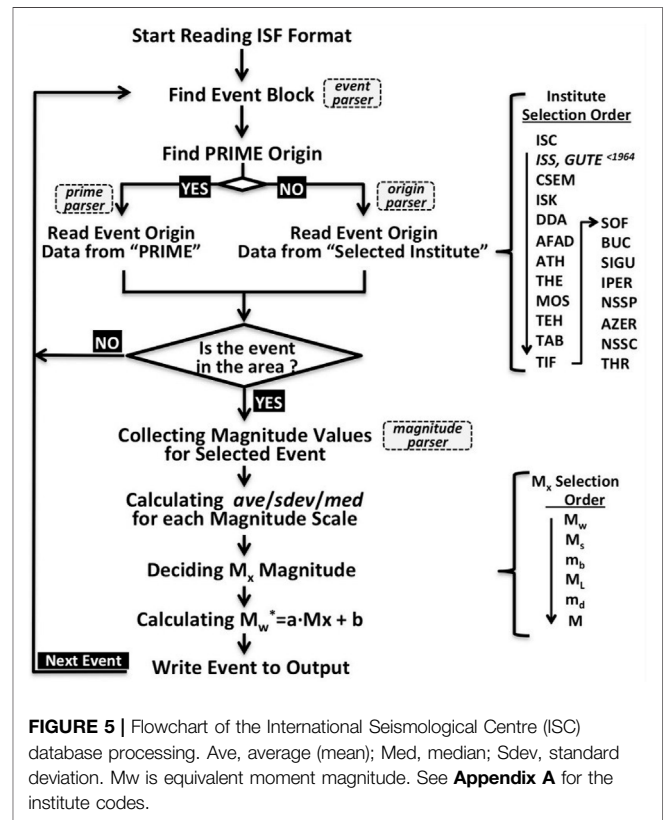 Start Reading ISF Format
Find Event Block
event
parser
Find PRIME Origin
YES
NO
prime
parser
origin
parser
Read Event Origin
Data from “PRIME”
Read Event Origin
Data from “Selected Institute”
NO
Is the event
in the area ?
YES
Collecting Magnitude Values
for Selected Event
magnitude
parser
Calculating ave/sdev/med
for each Magnitude Scale
Deciding Mx Magnitude
Calculating Mw*=a·Mx + b
Next Event
Write Event to Output
Institute
Selection Order
ISC
ISS, GUTE <1964
CSEM
ISK
DDA
AFAD
ATH
THE
MOS
TEH
TAB
TIF
SOF
BUC
SIGU
IPER
NSSP
AZER
NSSC
THR
Mx Selection
Order
Mw
Ms
mb
ML
md
M
FIGURE 5 | Flowchart of the International Seismological Centre (ISC)
database processing. Ave, average (mean); Med, median; Sdev, standard
deviation. Mw is equivalent moment magnitude. See Appendix A for the
institute codes.